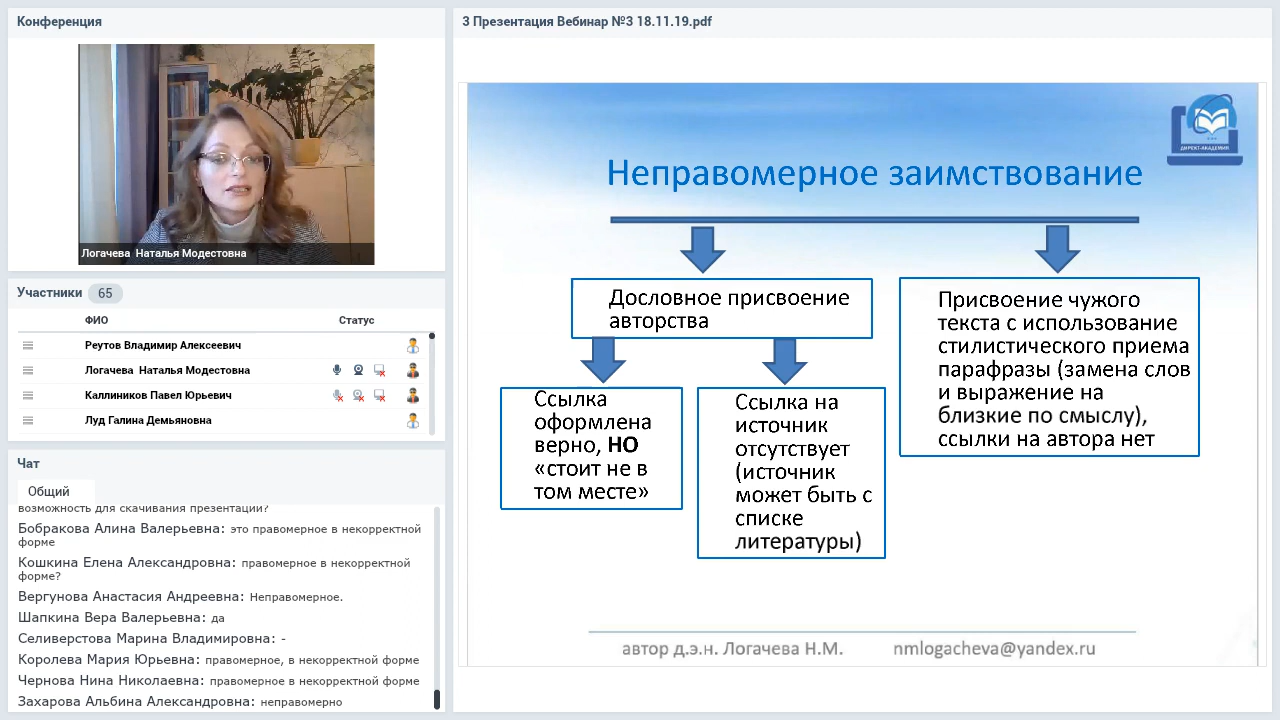 Конференция
Логачева  Наталья Модестовна
Участники 65
ФИО Статус
Реутов Владимир Алексеевич
Логачева  Наталья Модестовна
Каллиников Павел Юрьевич
Луд Галина Демьяновна
Чат
Общий
возможность для скачивания презентации?
Бобракова Алина Валерьевна: это правомерное в некорректной
форме
Кошкина Елена Александровна: правомерное в некорректной
форме?
Вергунова Анастасия Андреевна: Неправомерное.
Шапкина Вера Валерьевна: да
Селиверстова Марина Владимировна: -
Королева Мария Юрьевна: правомерное, в некорректной форме
Чернова Нина Николаевна: правомерное в некорректной форме
Захарова Альбина Александровна: неправомерно
3 Презентация Вебинар №3 18.11.19.pdf
ДИРЕКТ-АКАДЕМИЯ
Неправомерное заимствование
Дословное присвоение
авторства
Ссылка
оформлена
верно, НО
«стоит не в
том месте»
Ссылка на
источник
отсутствует
(источник
может быть с
списке
литературы)
Присвоение чужого
текста с использование
стилистического приема
парафразы (замена слов
и выражение на
близкие по смыслу),
ссылки на автора нет
автор д.э.н. Логачева Н.М. nmlogacheva@yandex.ru